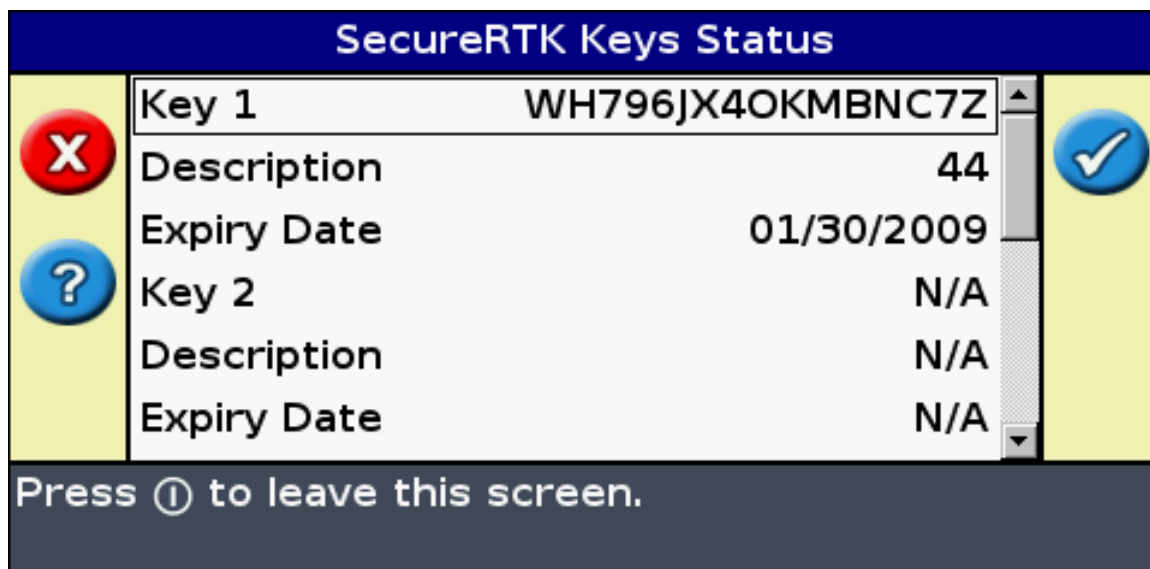 SecureRTK Keys Status
Key 1 WH796JX4OKMBNC7Z
Description 44
Expiry Date 01/30/2009
Key 2 N/A
Description N/A
Expiry Date N/A
X
?
Press ⏼ to leave this screen.